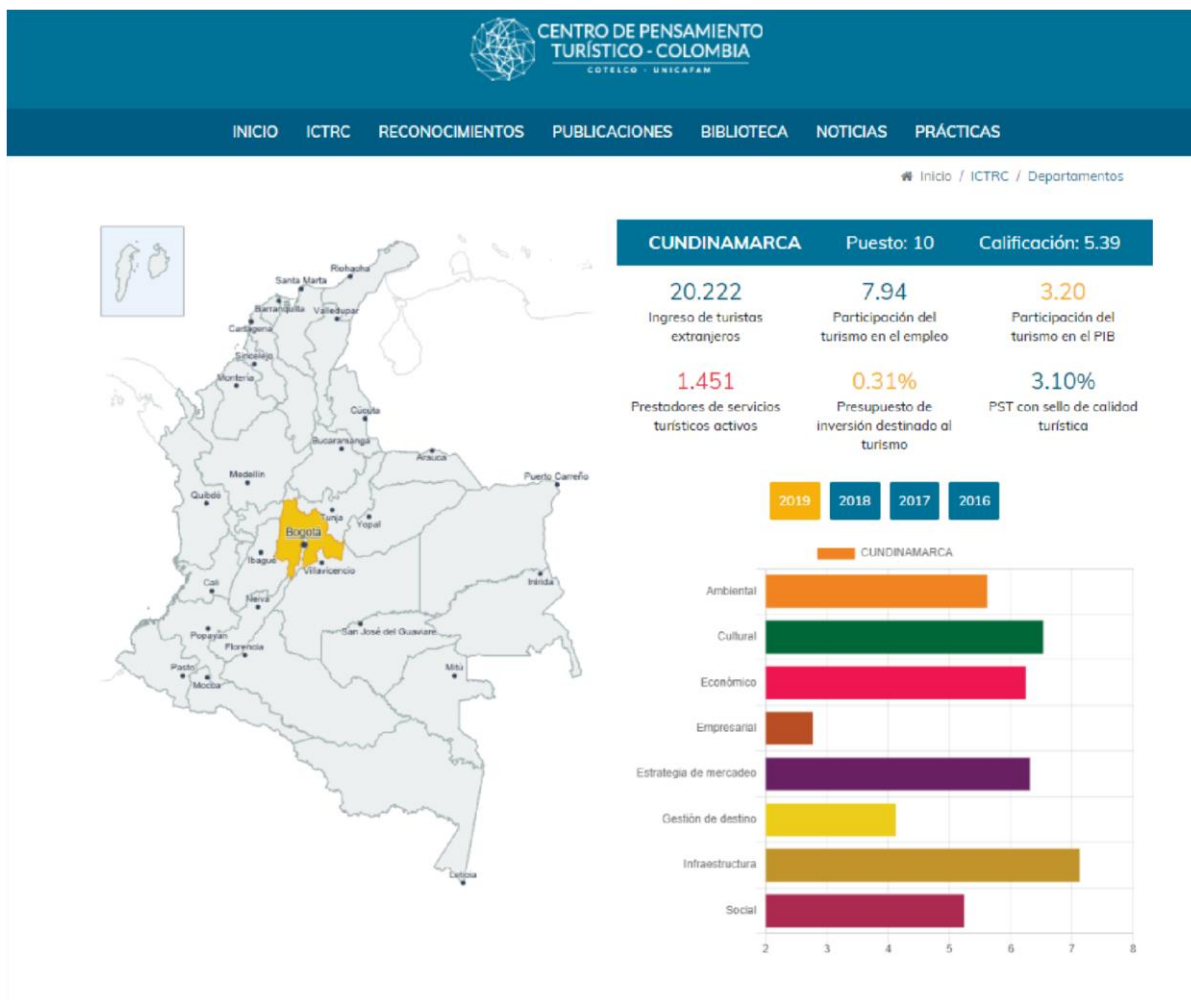 CENTRO DE PENSAMIENTO
TURÍSTICO - COLOMBIA
COTELCO - UNICAFAM
INICIO ICTRC RECONOCIMIENTOS PUBLICACIONES BIBLIOTECA NOTICIAS PRÁCTICAS
Inicio / ICTRC / Departamentos
CUNDINAMARCA Puesto: 10 Calificación: 5.39
20.222 7.94 3.20
Ingreso de turistas Participación del Participación del
extranjeros turismo en el empleo turismo en el PIB
1.451 0.31% 3.10%
Prestadores de servicios Presupuesto de PST con sello de calidad
turísticos activos inversión destinado al turística
turismo
2019 2018 2017 2016
CUNDINAMARCA
Ambiental
Cultural
Económico
Empresarial
Estrategia de mercadeo
Gestión de destino
Infraestructura
Social
2 3 4 5 6 7 8
Riohacha
Santa Marta
Barranquilla
Valledupar
Cartagena
Sincelejo
Montería
Cúcuta
Bucaramanga
Arauca
Medellín
Puerto Carreño
Quibdó
Tunja
Yopal
Bogotá
Ibagué
Villavicencio
Cali
Inírida
Neiva
San José del Guaviare
Popayán
Florencia
Pasto
Mocoa
Mitú
Leticia